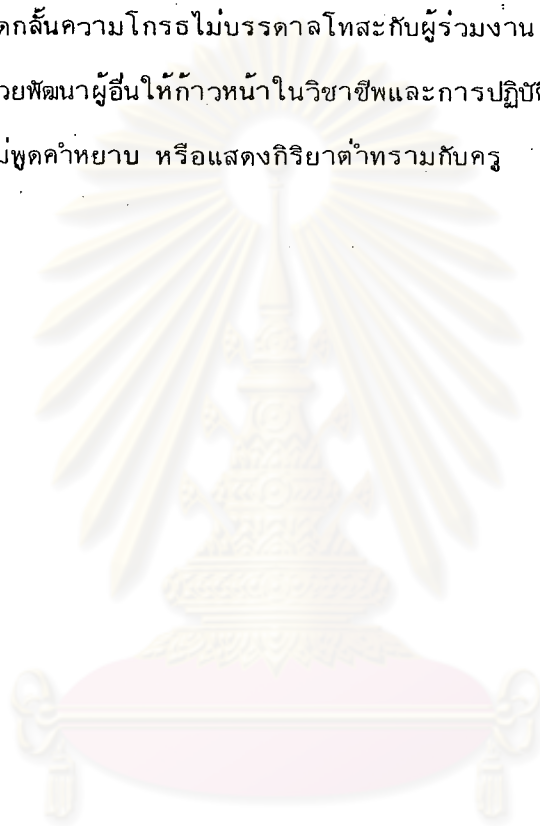 ดกลั้นความโกรธไม่บรรดาลโทสะกับผู้ร่วมงาน
วยพัฒนาผู้อื่นให้ก้าวหน้าในวิชาชีพและการปฏิบั
ม่พูดคำหยาบ หรือแสดงกิริยาต่ำทรามกับครู